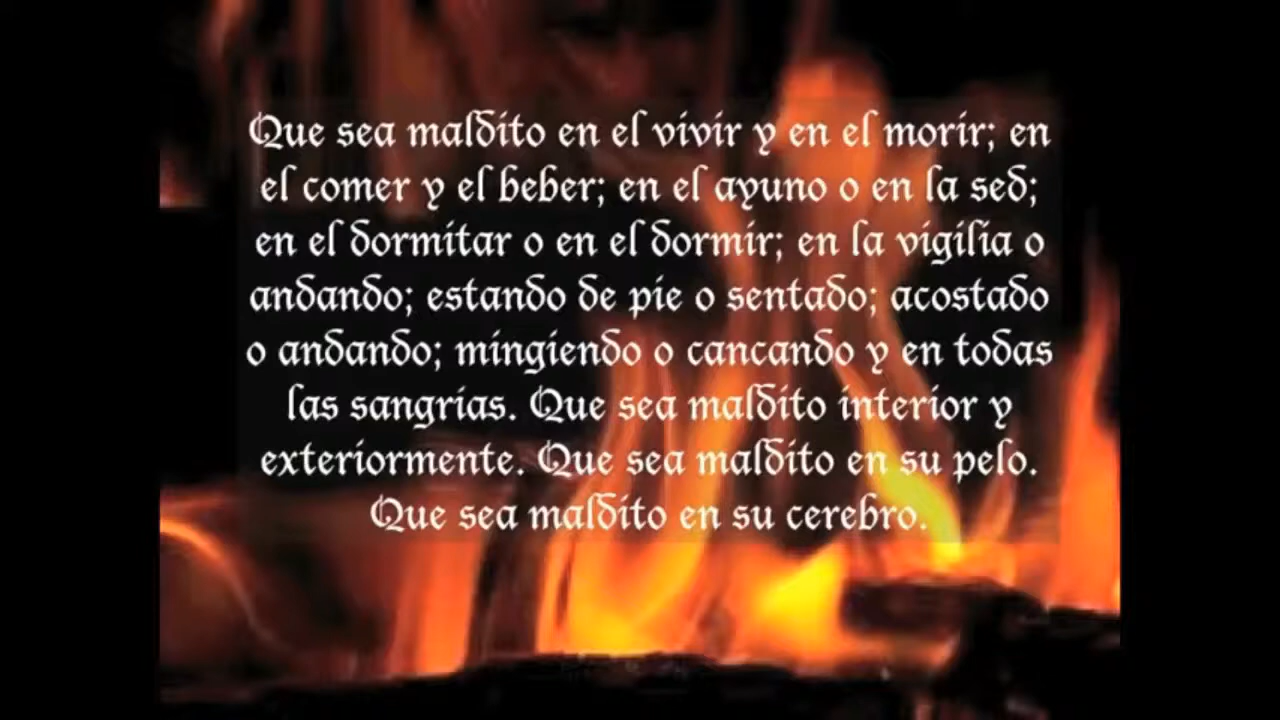 Que sea maldito en el vivir y en el morir; en
el comer y el beber; en el ayuno o en la sed;
en el dormitar o en el dormir; en la vigilia o
andando; estando de pie o sentado; acostado
o andando; mingiendo o cancando y en todas
las sangrias. Que sea maldito interior y
exteriormente. Que sea maldito en su pelo.
Que sea maldito en su cerebro.